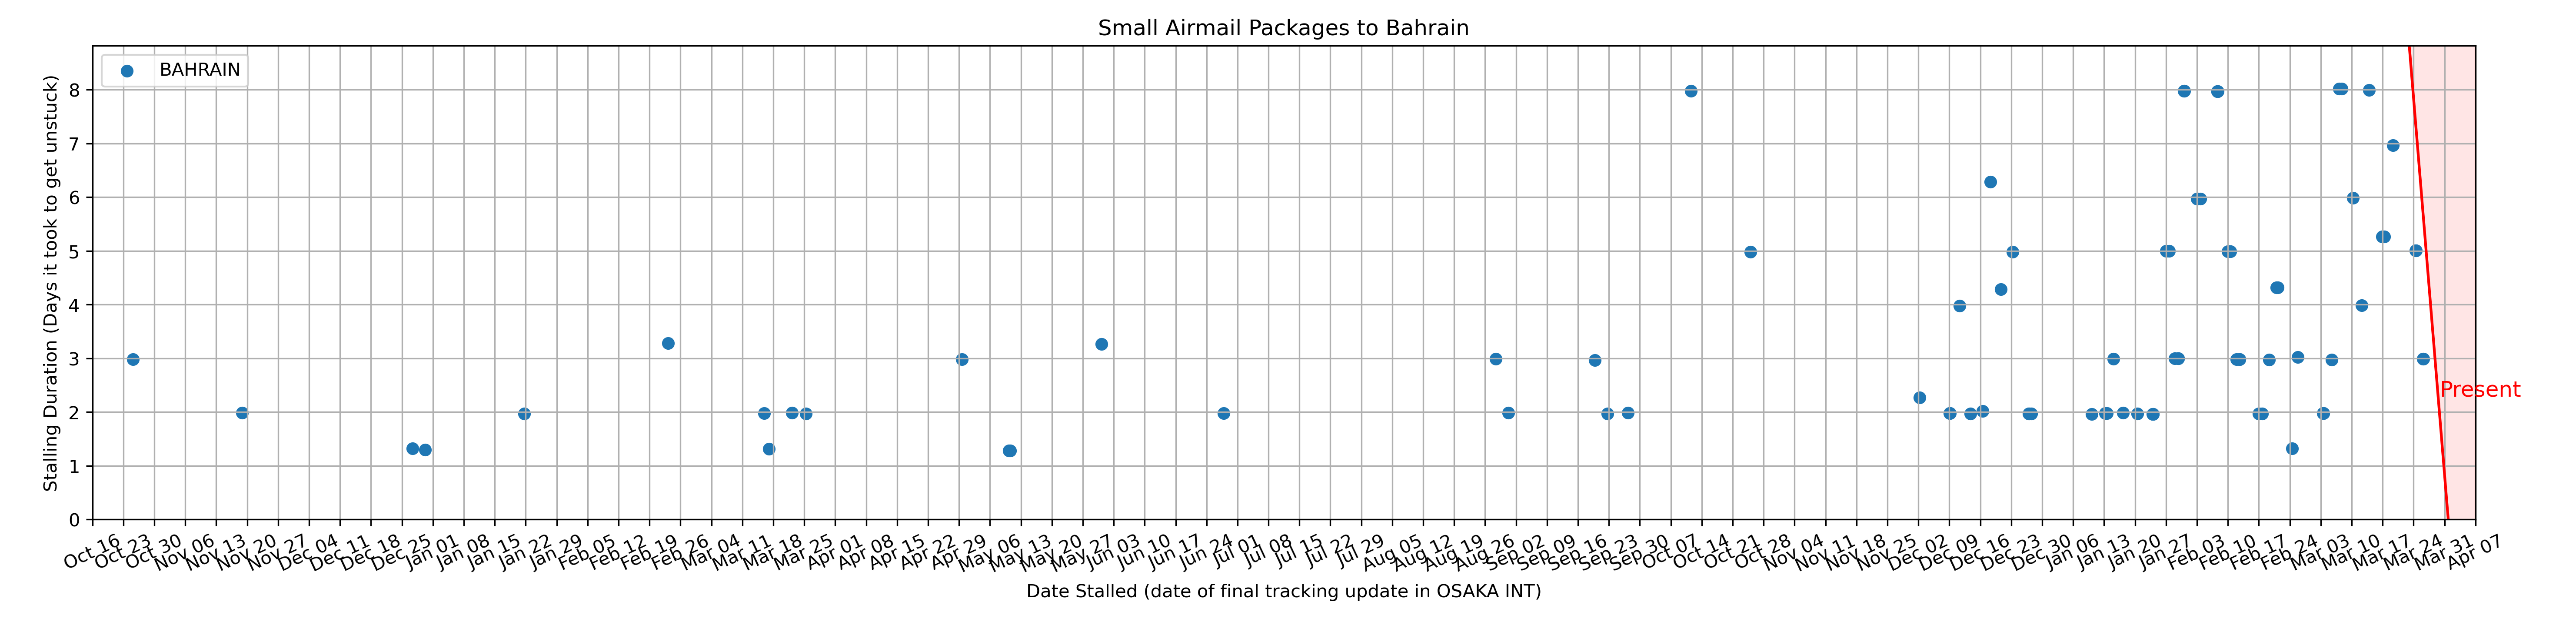 Small Airmail Packages to Bahrain
BAHRAIN
Stalling Duration (Days it took to get unstuck)
8
7
6
5
4
3
2
1
0
Present
Oct 16
Oct 23
Oct 30
Nov 06
Nov 13
Nov 20
Nov 27
Dec 04
Dec 11
Dec 18
Dec 25
Jan 01
Jan 08
Jan 15
Jan 22
Jan 29
Feb 05
Feb 12
Feb 19
Feb 26
Mar 04
Mar 11
Mar 18
Mar 25
Apr 01
Apr 08
Apr 15
Apr 22
Apr 29
May 06
May 13
May 20
May 27
Jun 03
Jun 10
Jun 17
Jun 24
Jul 01
Jul 08
Jul 15
Jul 22
Jul 29
Aug 05
Aug 12
Aug 19
Aug 26
Sep 02
Sep 09
Sep 16
Sep 23
Sep 30
Oct 07
Oct 14
Oct 21
Oct 28
Nov 04
Nov 11
Nov 18
Nov 25
Dec 02
Dec 09
Dec 16
Dec 23
Dec 30
Jan 06
Jan 13
Jan 20
Jan 27
Feb 03
Feb 10
Feb 17
Feb 24
Mar 03
Mar 10
Mar 17
Mar 24
Mar 31
Apr 07
Date Stalled (date of final tracking update in OSAKA INT)